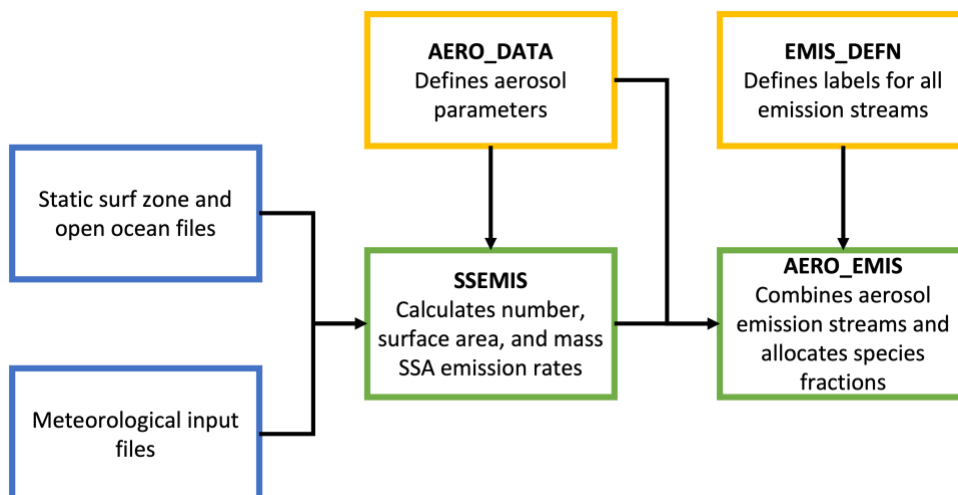 AERO_DATA
Defines aerosol
parameters
EMIS_DEFN
Defines labels for all
emission streams
Static surf zone and
open ocean files
SSEMIS
Calculates number,
surface area, and mass
SSA emission rates
AERO_EMIS
Combines aerosol
emission streams and
allocates species
fractions
Meteorological input
files